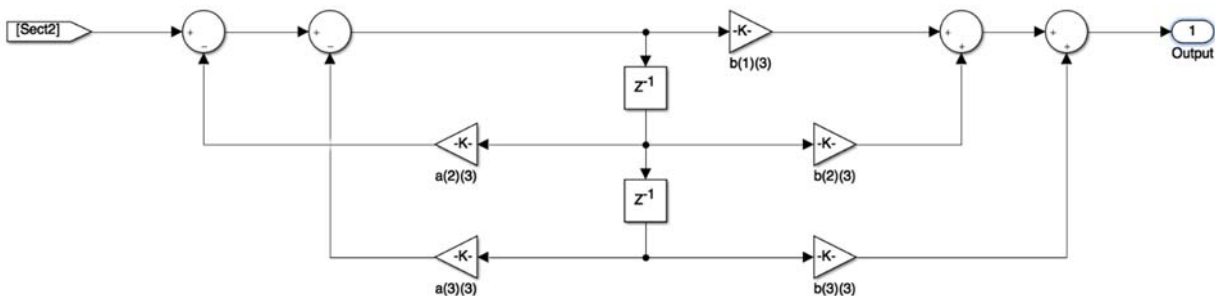 [Sect2]
+
−
+
−
-K-
b(1)(3)
+
+
+
+
1
Output
Z-1
-K-
a(2)(3)
-K-
b(2)(3)
Z-1
-K-
a(3)(3)
-K-
b(3)(3)